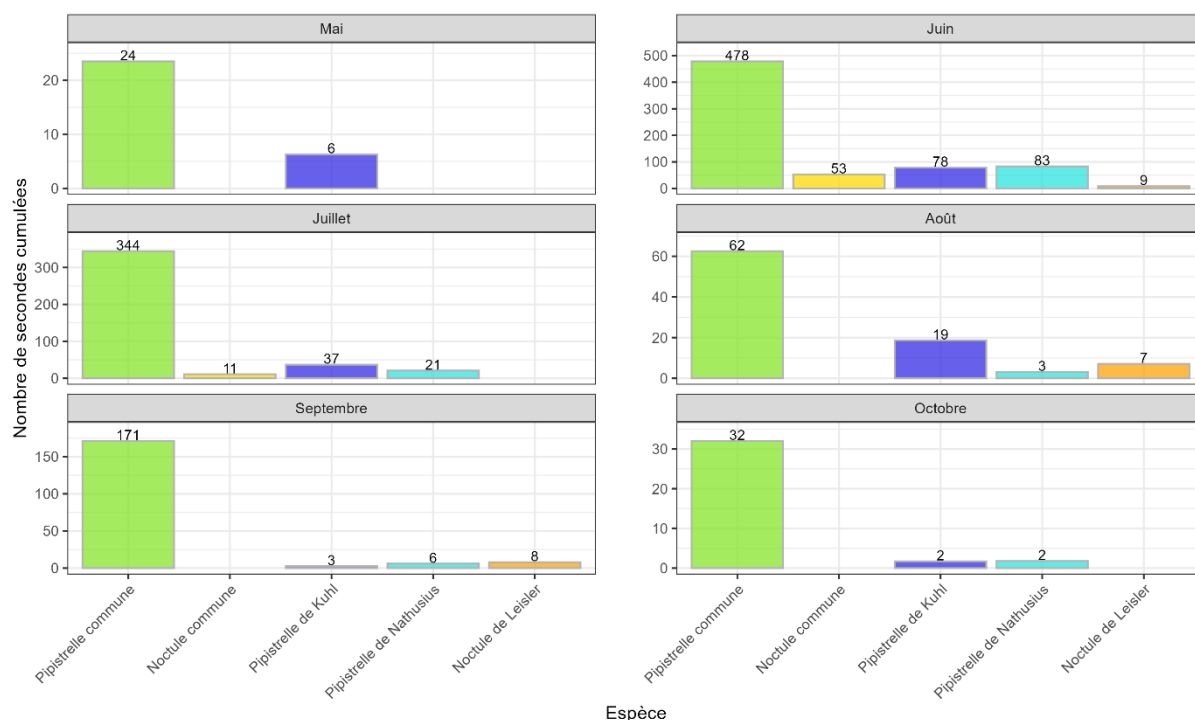 Mai
24
6
20
10
0
Juin
478
53
78
83
9
500
400
300
200
100
0
Juillet
344
11
37
21
300
200
100
0
Août
62
19
3
7
60
40
20
0
Septembre
171
3
6
8
150
100
50
0
Octobre
32
2
2
30
20
10
0
Nombre de secondes cumulées
Pipistrelle commune
Noctule commune
Pipistrelle de Kuhl
Pipistrelle de Nathusius
Noctule de Leisler
Pipistrelle commune
Noctule commune
Pipistrelle de Kuhl
Pipistrelle de Nathusius
Noctule de Leisler
Espèce